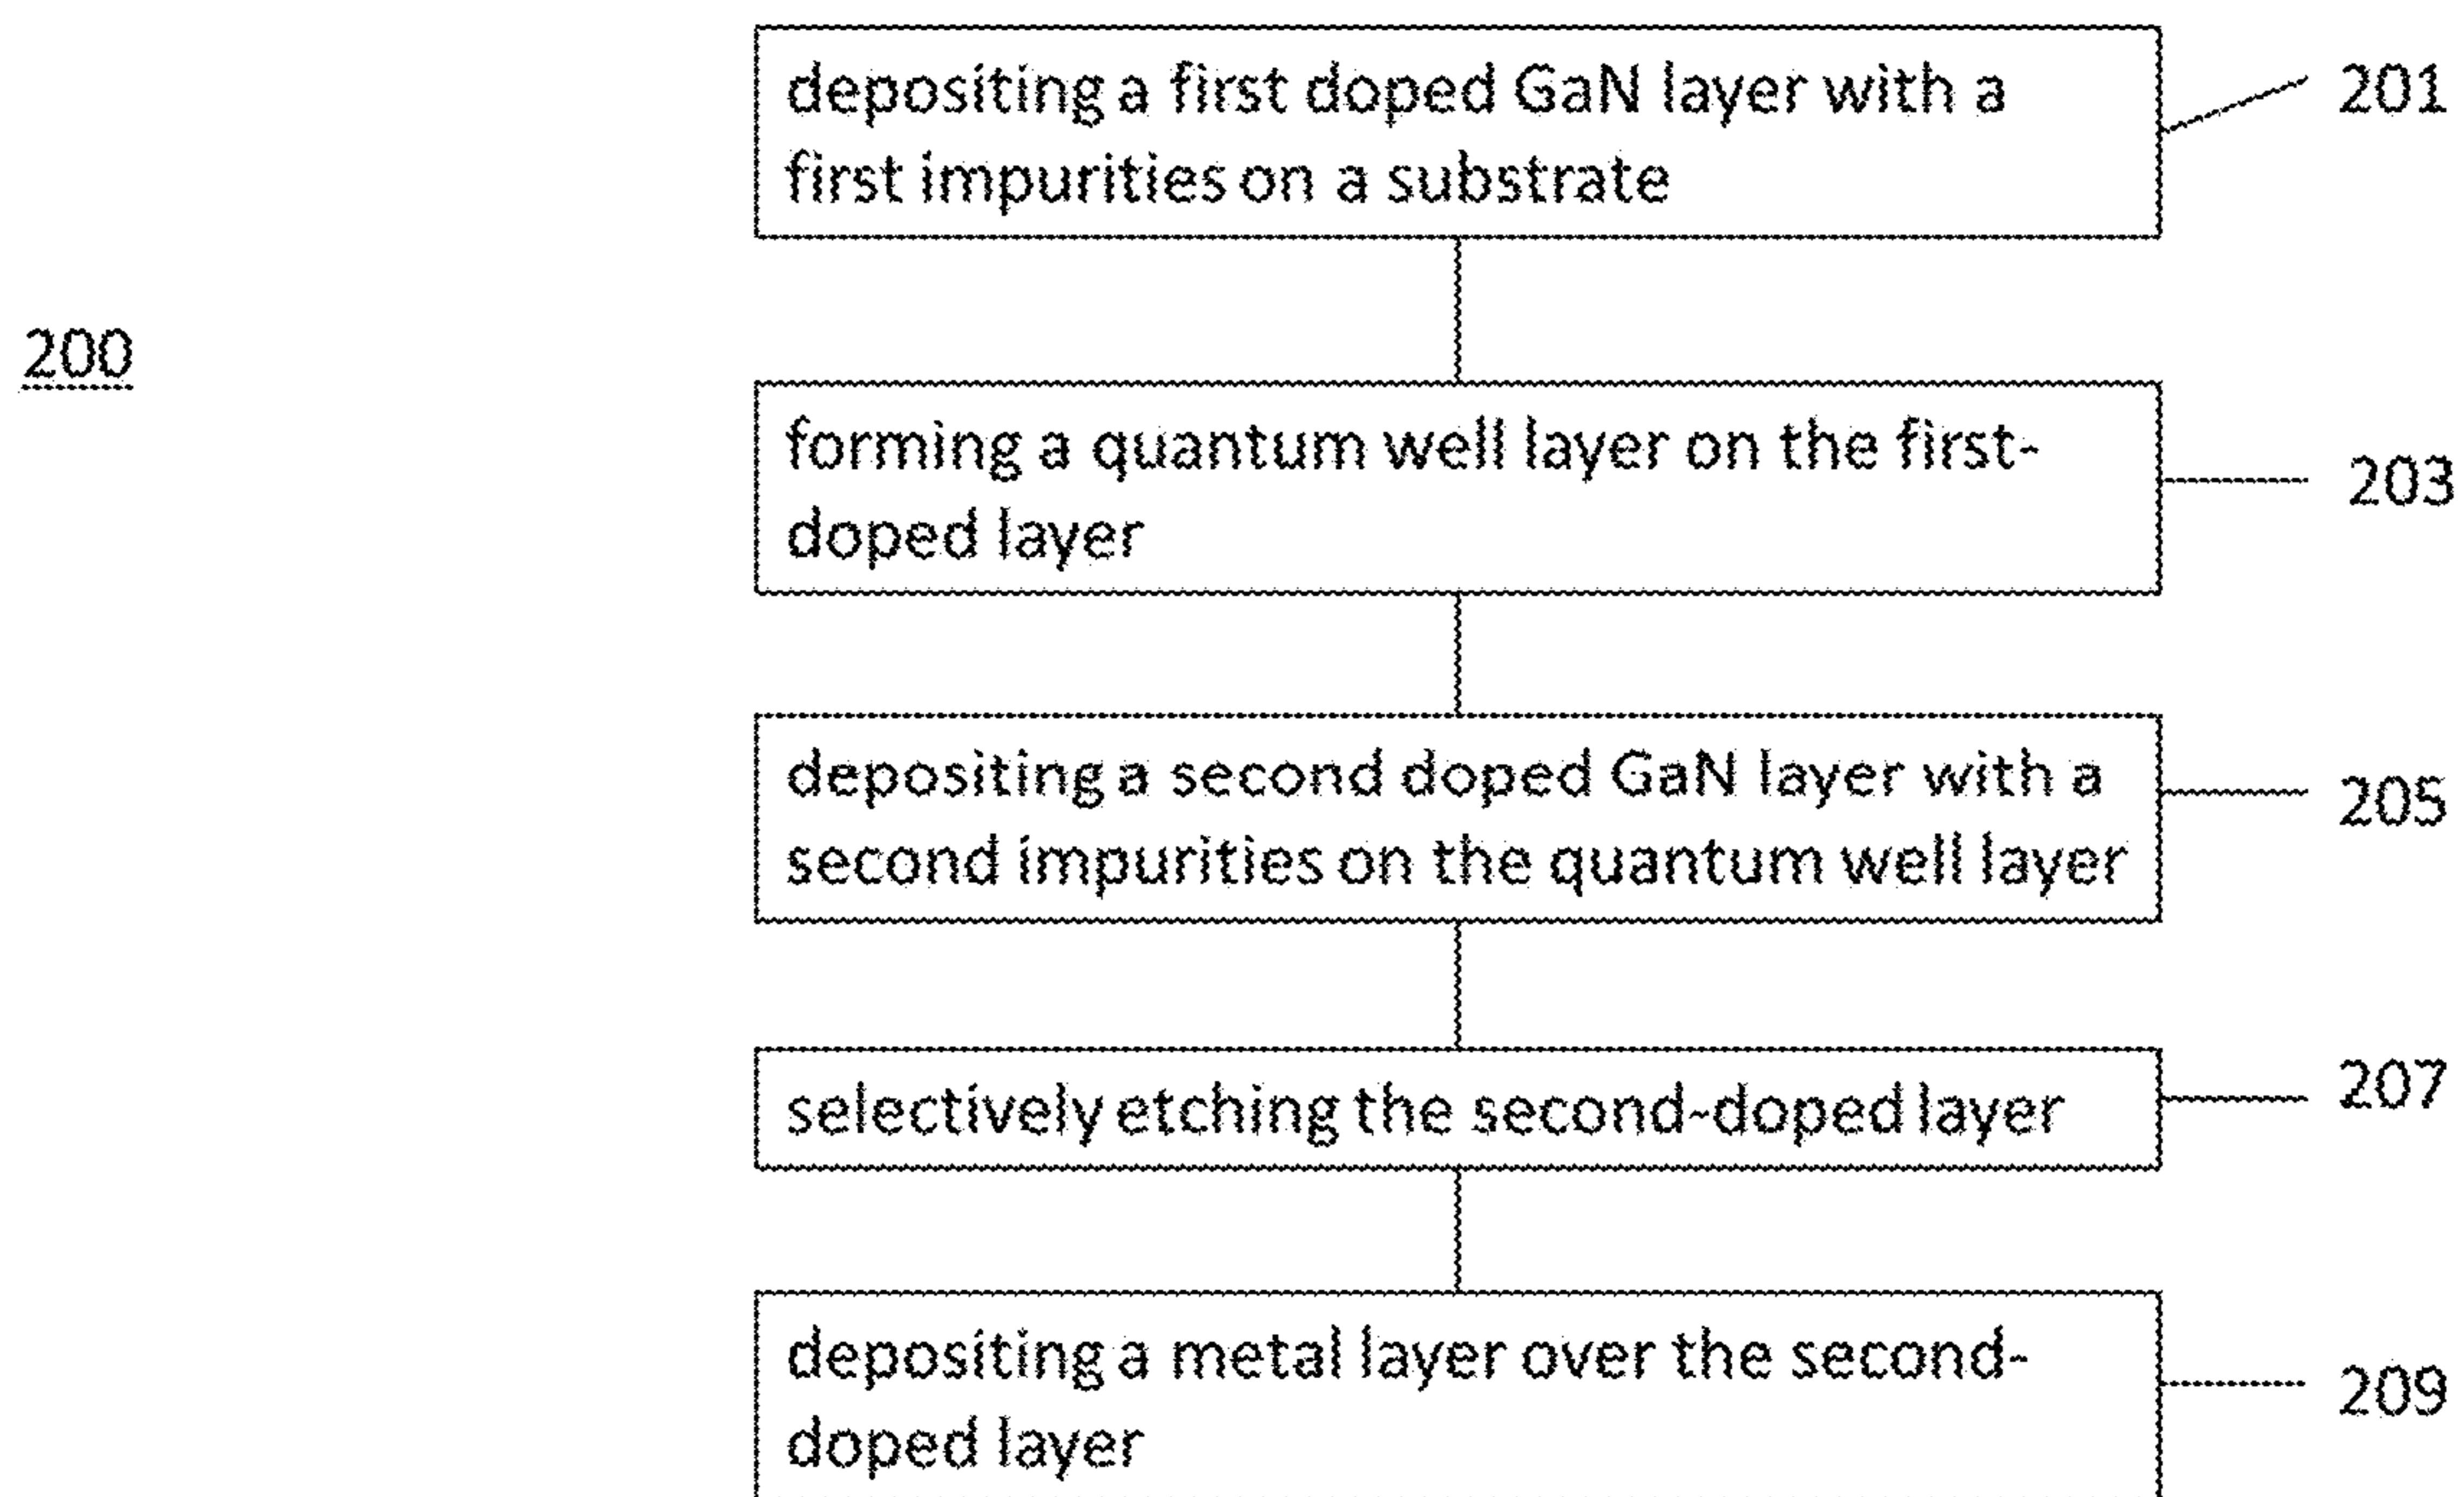 depositing a first doped GaN layer with a
first impurities on a substrate
201
200
forming a quantum well layer on the first-
doped layer
203
depositing a second doped GaN layer with a
second impurities on the quantum well layer
205
selectively etching the second-doped layer
207
depositing a metal layer over the second-
doped layer
209